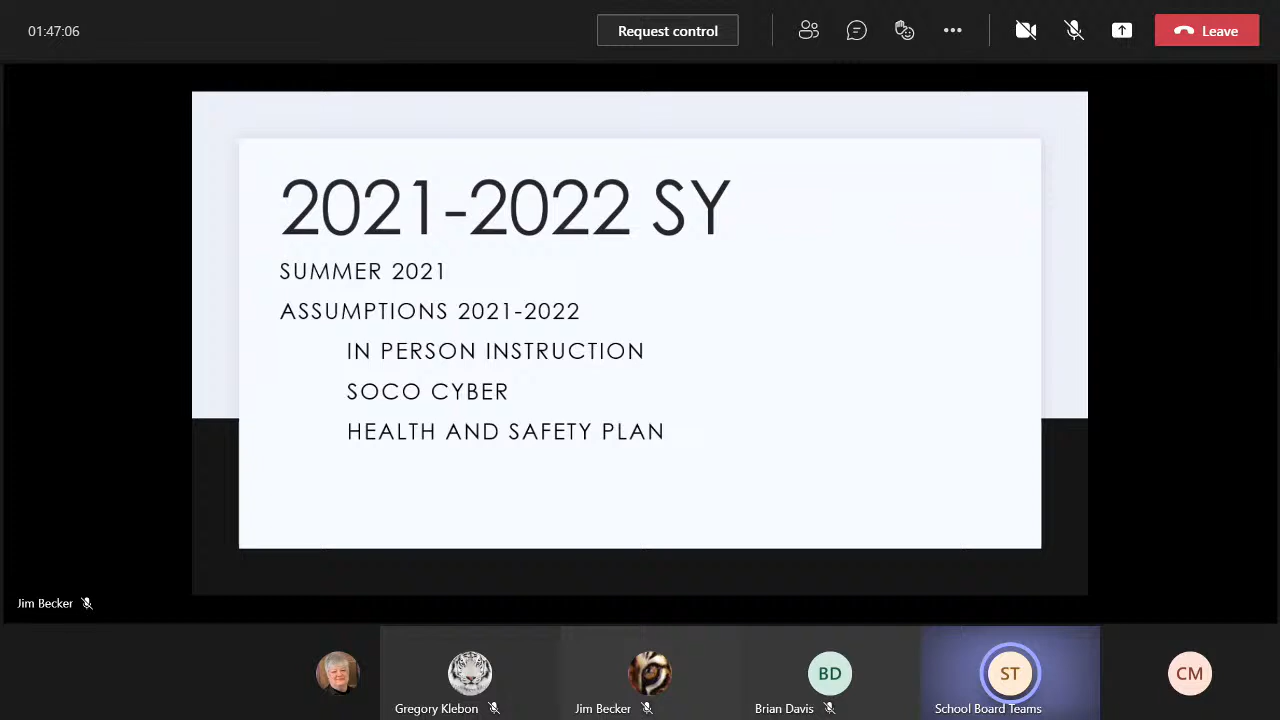 01:47:06
Request control
Leave
2021-2022 SY
SUMMER 2021
ASSUMPTIONS 2021-2022
IN PERSON INSTRUCTION
SOCO CYBER
HEALTH AND SAFETY PLAN
Jim Becker
BD
ST
CM
Gregory Klebon
Jim Becker
Brian Davis
School Board Teams